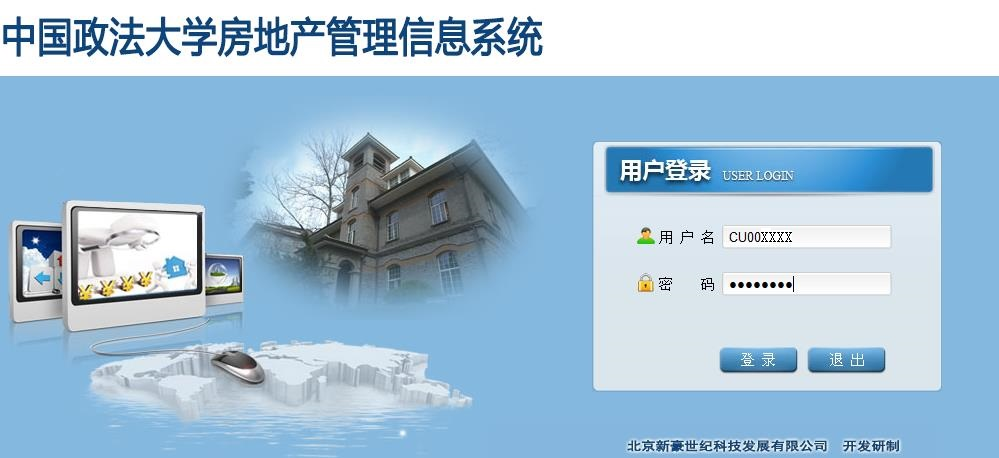 中国政法大学房地产管理信息系统
用户登录 USER LOGIN
用户名 CU00XXXX
密 码 ●●●●●●●●
登录 退出
北京新豪世纪科技发展有限公司 开发研制